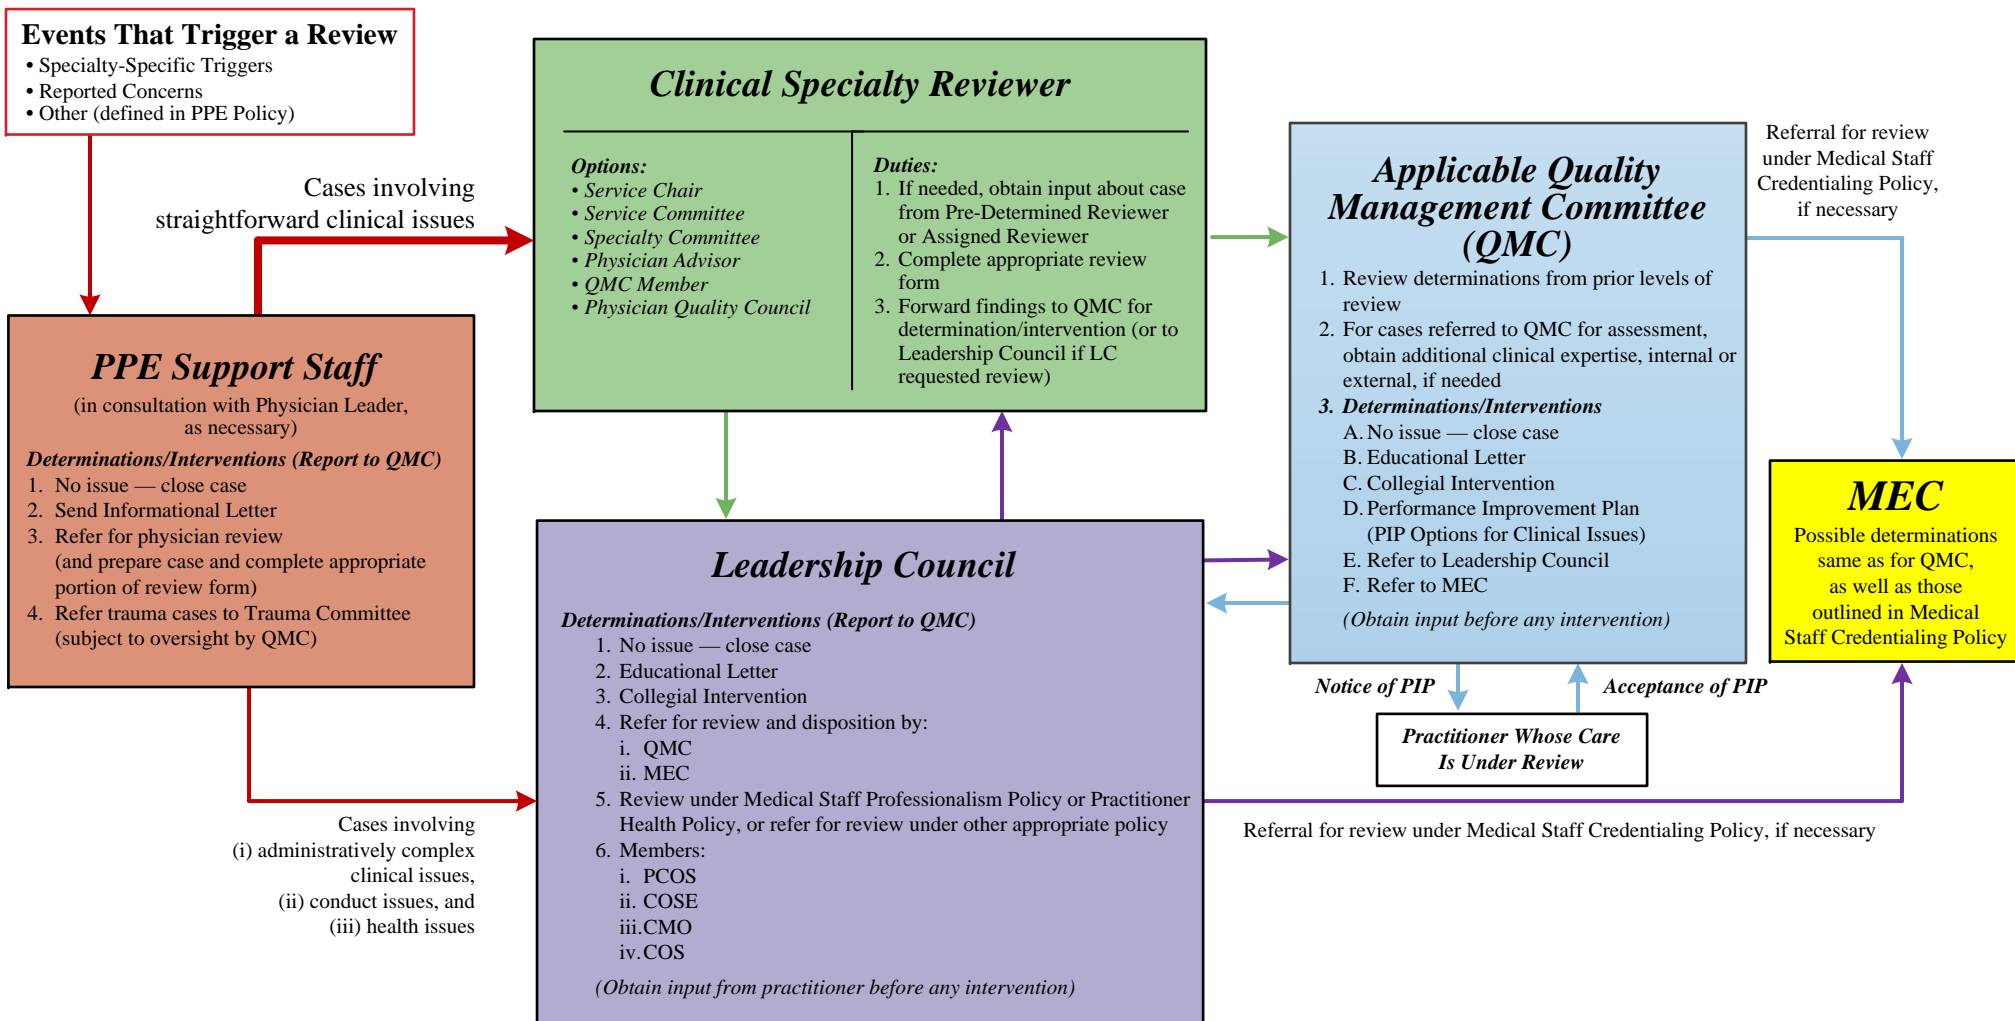 Events That Trigger a Review
• Specialty-Specific Triggers
• Reported Concerns
• Other (defined in PPE Policy)
Cases involving
straightforward clinical issues
PPE Support Staff
(in consultation with Physician Leader,
as necessary)
Determinations/Interventions (Report to QMC)
1. No issue — close case
2. Send Informational Letter
3. Refer for physician review
(and prepare case and complete appropriate
portion of review form)
4. Refer trauma cases to Trauma Committee
(subject to oversight by QMC)
Cases involving
(i) administratively complex
clinical issues,
(ii) conduct issues, and
(iii) health issues
Clinical Specialty Reviewer
Options:
• Service Chair
• Service Committee
• Specialty Committee
• Physician Advisor
• QMC Member
• Physician Quality Council
Duties:
1. If needed, obtain input about case
from Pre-Determined Reviewer
or Assigned Reviewer
2. Complete appropriate review
form
3. Forward findings to QMC for
determination/intervention (or to
Leadership Council if LC
requested review)
Leadership Council
Determinations/Interventions (Report to QMC)
1. No issue — close case
2. Educational Letter
3. Collegial Intervention
4. Refer for review and disposition by:
i. QMC
ii. MEC
5. Review under Medical Staff Professionalism Policy or Practitioner
Health Policy, or refer for review under other appropriate policy
6. Members:
i. PCOS
ii. COSE
iii. CMO
iv. COS
(Obtain input from practitioner before any intervention)
Applicable Quality
Management Committee
(QMC)
1. Review determinations from prior levels of
review
2. For cases referred to QMC for assessment,
obtain additional clinical expertise, internal or
external, if needed
3. Determinations/Interventions
A. No issue — close case
B. Educational Letter
C. Collegial Intervention
D. Performance Improvement Plan
(PIP Options for Clinical Issues)
E. Refer to Leadership Council
F. Refer to MEC
(Obtain input before any intervention)
Notice of PIP
Acceptance of PIP
Practitioner Whose Care
Is Under Review
Referral for review
under Medical Staff
Credentialing Policy,
if necessary
MEC
Possible determinations
same as for QMC,
as well as those
outlined in Medical
Staff Credentialing Policy
Referral for review under Medical Staff Credentialing Policy, if necessary